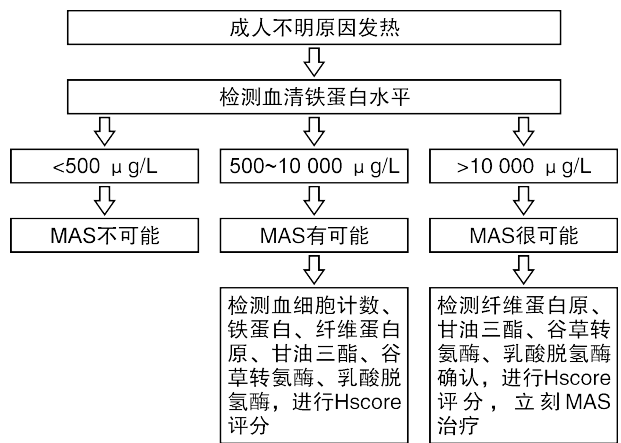 成人不明原因发热
检测血清铁蛋白水平
<500 μg/L
500~10 000 μg/L
>10 000 μg/L
MAS不可能
MAS有可能
MAS很可能
检测血细胞计数、
铁蛋白、纤维蛋白
原、甘油三酯、谷
草转氨酶、乳酸脱
氢酶，进行Hscore
评分
检测纤维蛋白原、
甘油三酯、谷草转
氨酶、乳酸脱氢酶
确认，进行Hscore
评分，立刻MAS
治疗